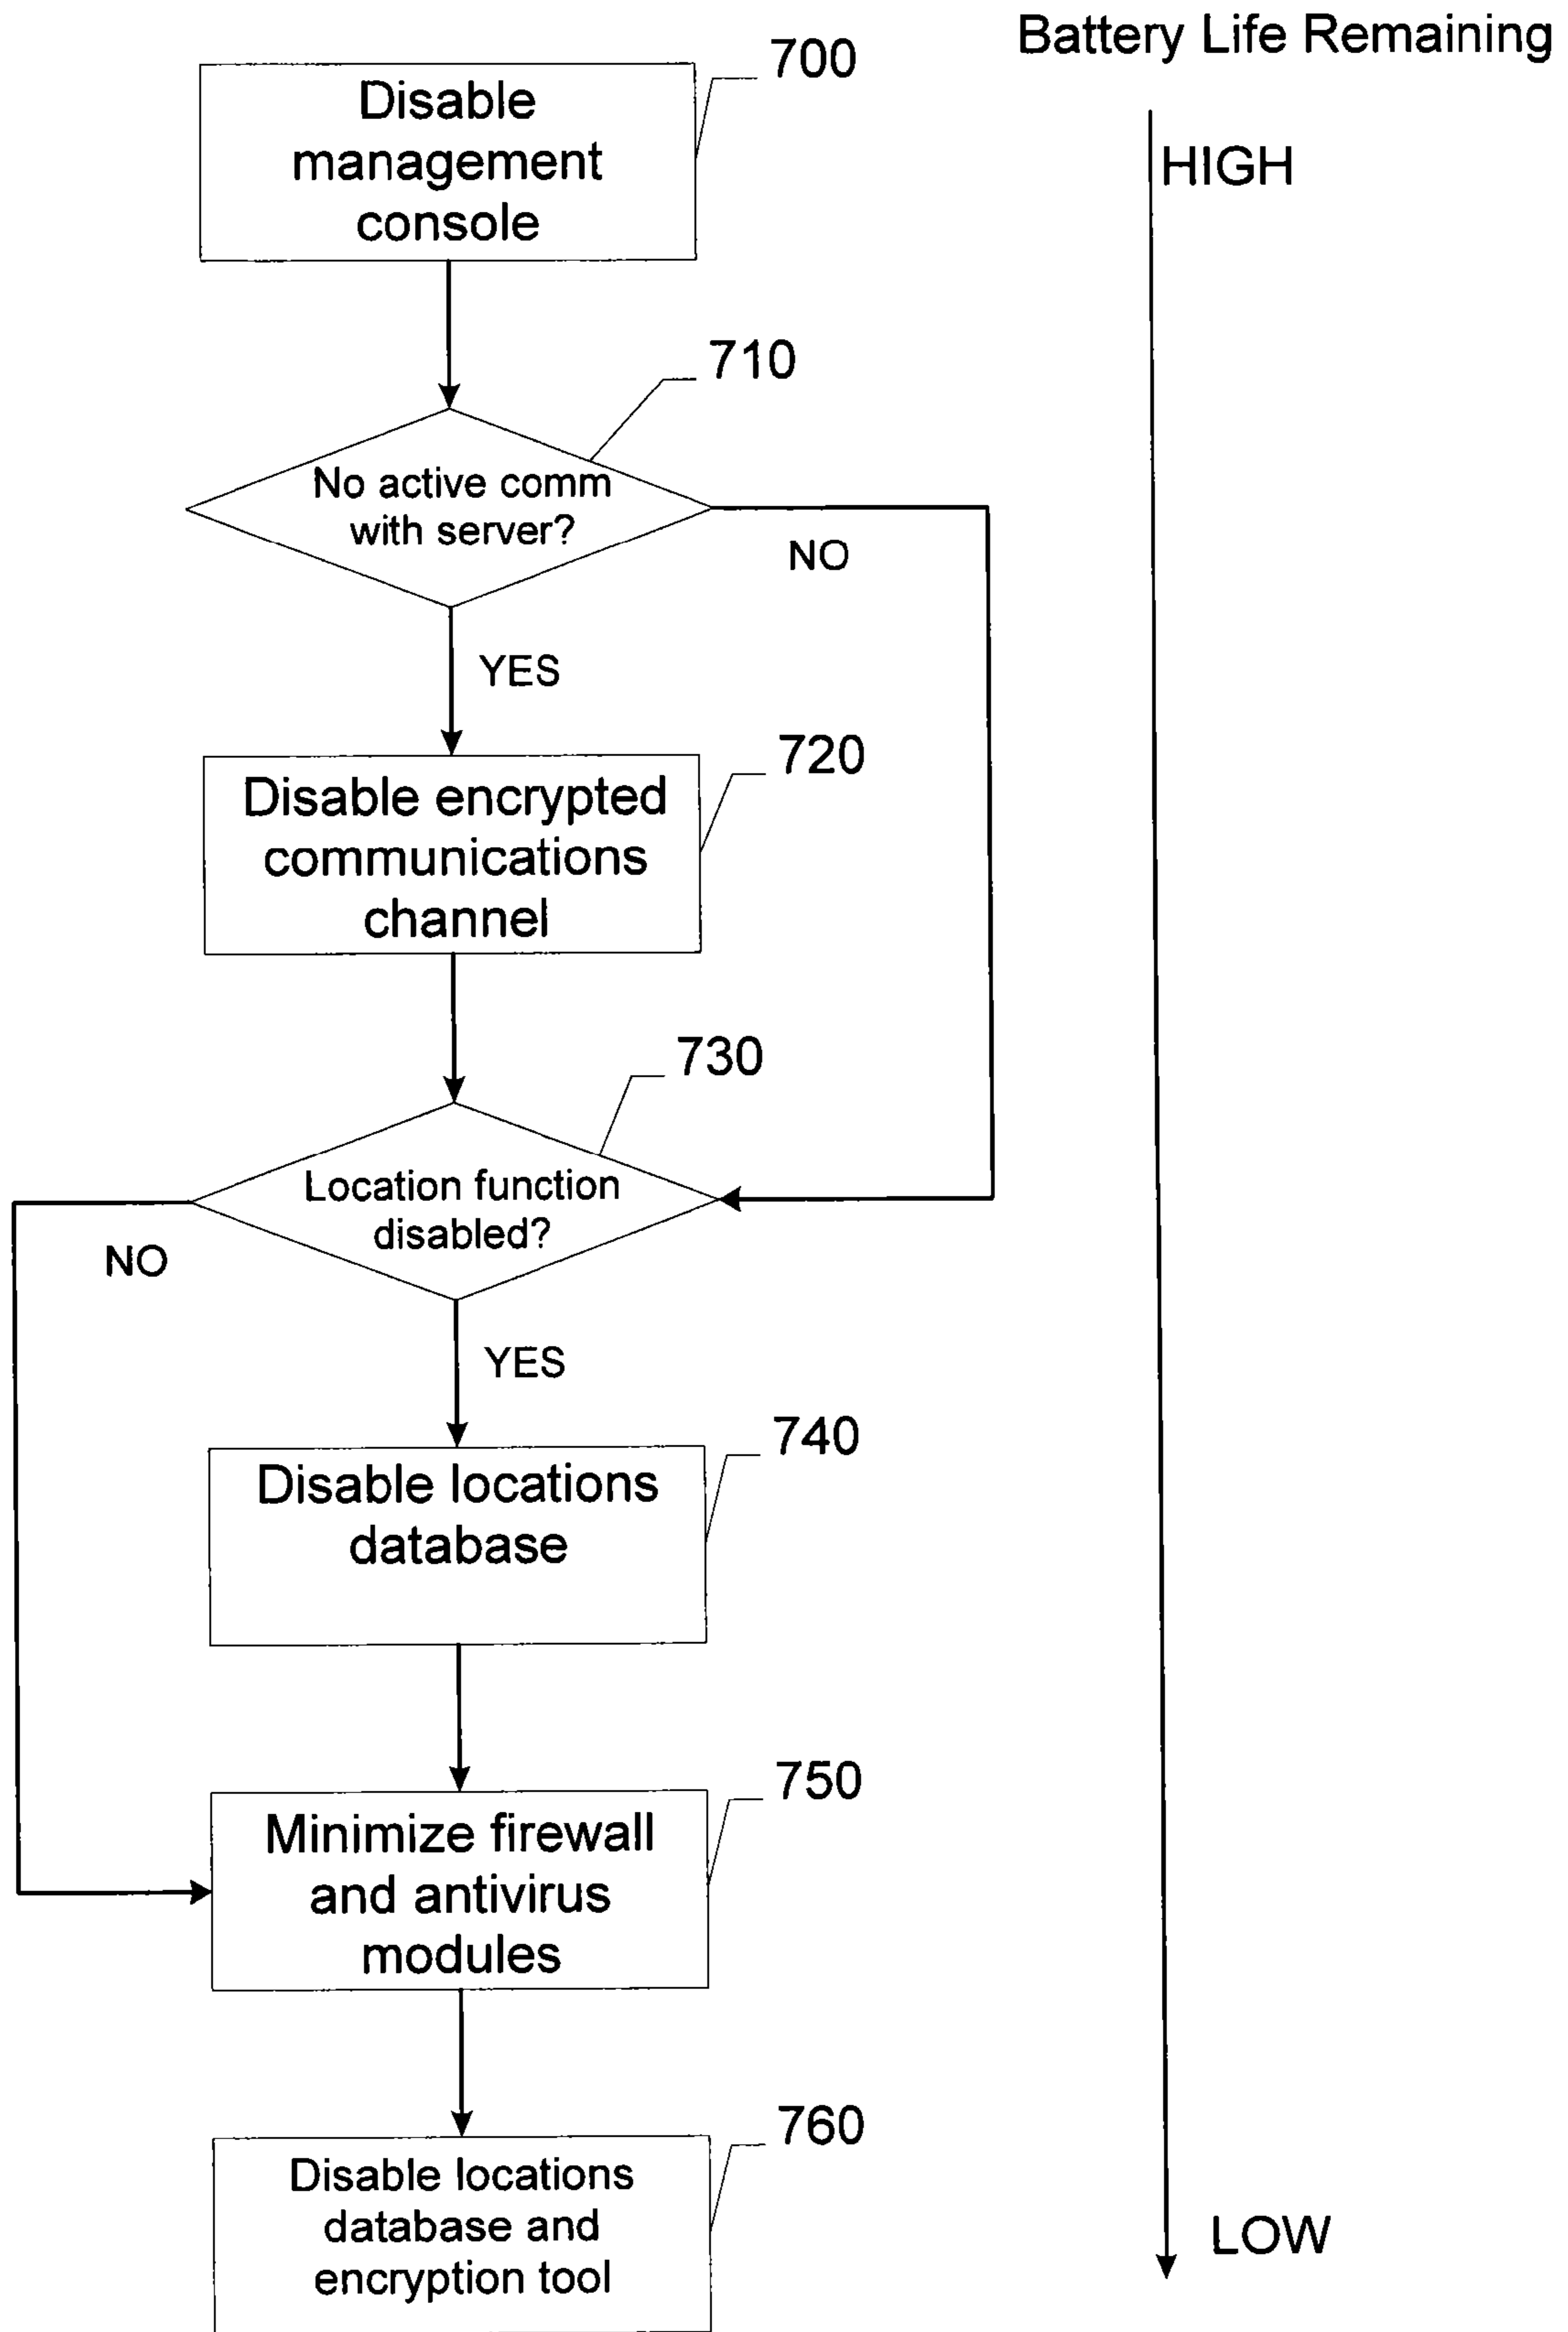 Battery Life Remaining
700
Disable
management
console
HIGH
710
No active comm
with server?
NO
YES
720
Disable encrypted
communications
channel
730
Location function
disabled?
NO
YES
740
Disable locations
database
750
Minimize firewall
and antivirus
modules
760
Disable locations
database and
encryption tool
LOW